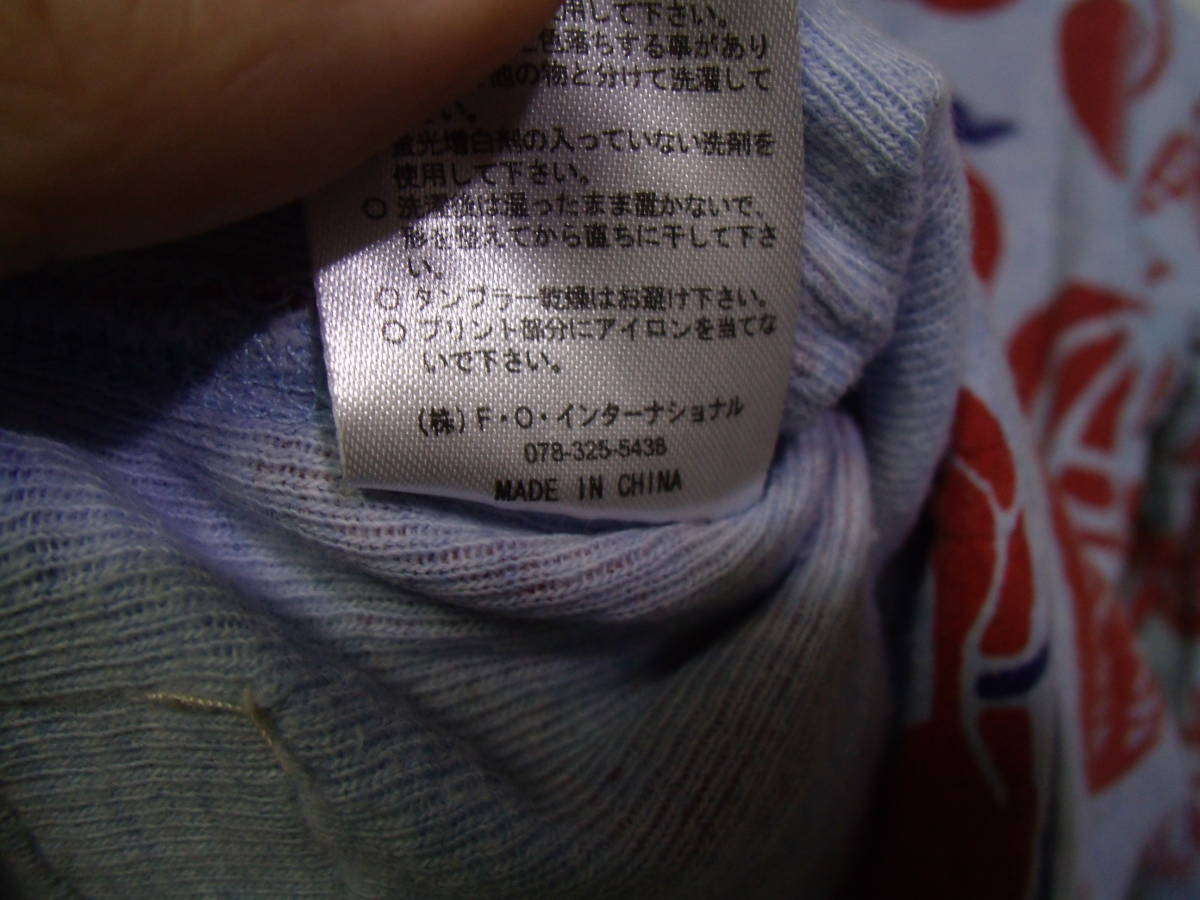 用して下さい。
色落ちする事があり
他の物と分けて洗濯して
い。
蛍光増白剤の入っていない洗剤を
使用して下さい。
○ 洗濯後は湿ったまま置かないで、
形を整えてから直ちに干して下さ
い。
○ タンブラー乾燥はお避け下さい。
○ プリント部分にアイロンを当てな
いで下さい。
(株) F・O・インターナショナル
078-325-5438
MADE IN CHINA